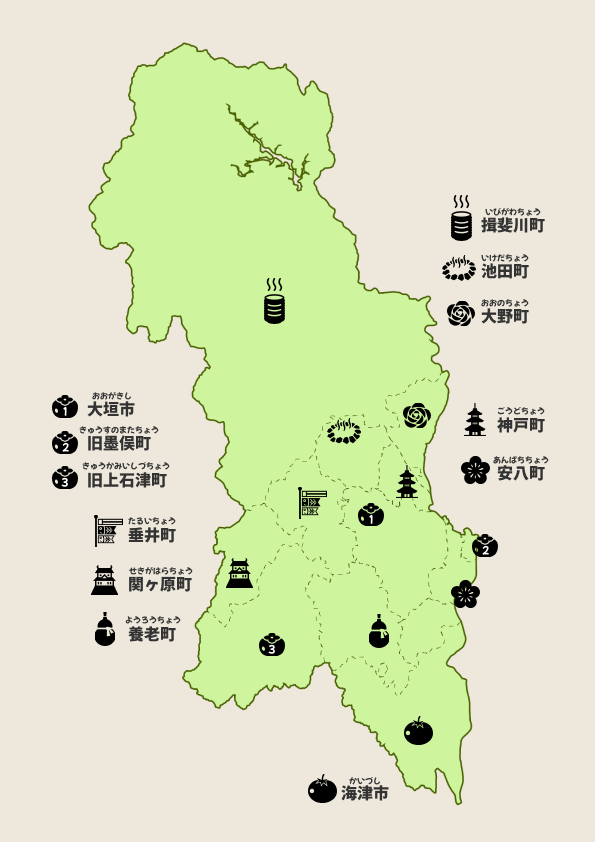 いびがわちょう
揖斐川町
いけだちょう
池田町
おおのちょう
大野町
おおがきし
1 大垣市
きゅうすのまたちょう
2 旧墨俣町
きゅうかみいしづちょう
3 旧上石津町
ごうどちょう
神戸町
あんぱちちょう
安八町
たるいちょう
垂井町
せきがはらちょう
関ヶ原町
ようろうちょう
養老町
1
2
3
かいづし
海津市